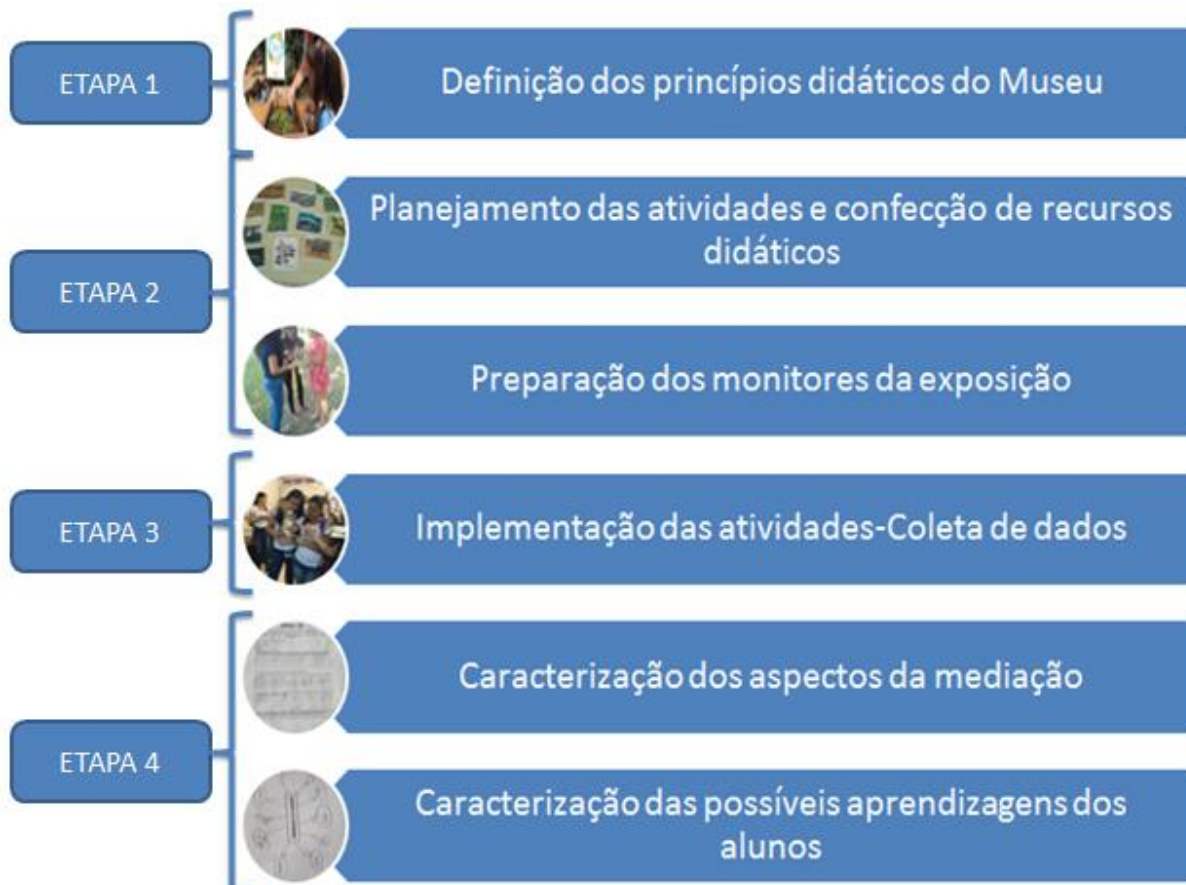 ETAPA 1
Definição dos princípios didáticos do Museu
ETAPA 2
Planejamento das atividades e confecção de recursos
didáticos
Preparação dos monitores da exposição
ETAPA 3
Implementação das atividades-Coleta de dados
ETAPA 4
Caracterização dos aspectos da mediação
Caracterização das possíveis aprendizagens dos
alunos